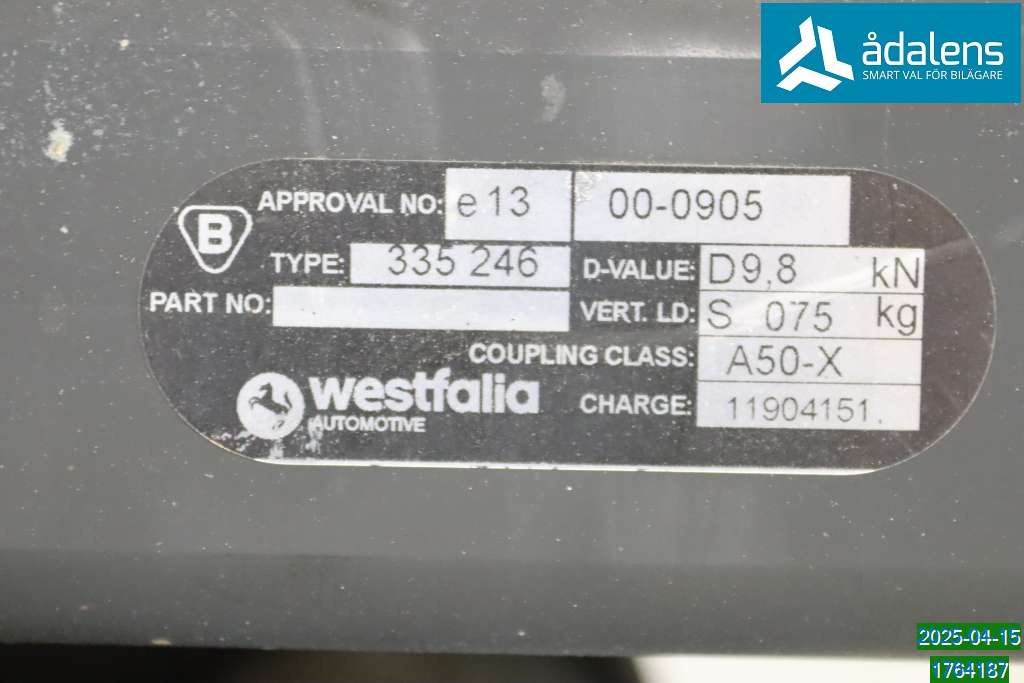 ådalens
SMART VAL FÖR BILÄGARE
APPROVAL NO: e 13 00-0905
B
TYPE: 335 246 D-VALUE: D9,8 kN
PART NO: VERT. LD: S 075 kg
COUPLING CLASS: A50-X
westfalia
AUTOMOTIVE
CHARGE: 11904151.
2025-04-15
1764187